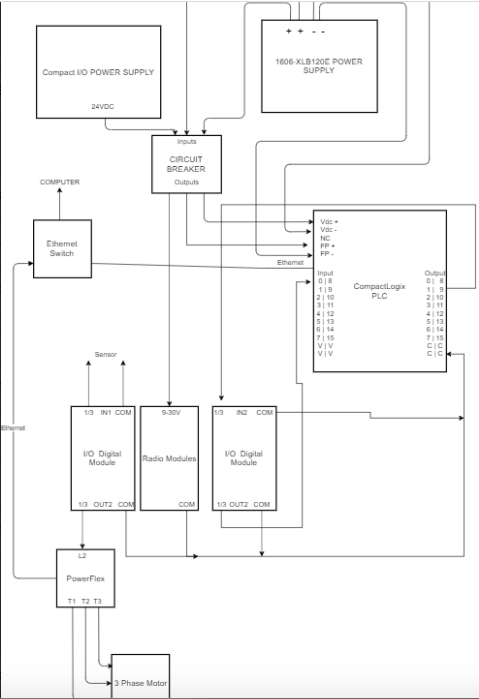 + + - -
Compact I/O POWER SUPPLY
24VDC
1606-XLB120E POWER
SUPPLY
Inputs
CIRCUIT
BREAKER
Outputs
COMPUTER
Ethernet
Switch
Vdc +
Vdc -
NC
FP +
FP -
Ethernet
CompactLogix
PLC
Input
0 | 8
1 | 9
2 | 10
3 | 11
4 | 12
5 | 13
6 | 14
7 | 15
V | V
V | V
Output
0 | 8
1 | 9
2 | 10
3 | 11
4 | 12
5 | 13
6 | 14
7 | 15
C | C
C | C
Sensor
1/3 IN1 COM
I/O Digital
Module
1/3 OUT2 COM
9-30V
Radio Modules
COM
1/3 IN2 COM
I/O Digital
Module
1/3 OUT2 COM
Ethernet
L2
PowerFlex
T1 T2 T3
3 Phase Motor